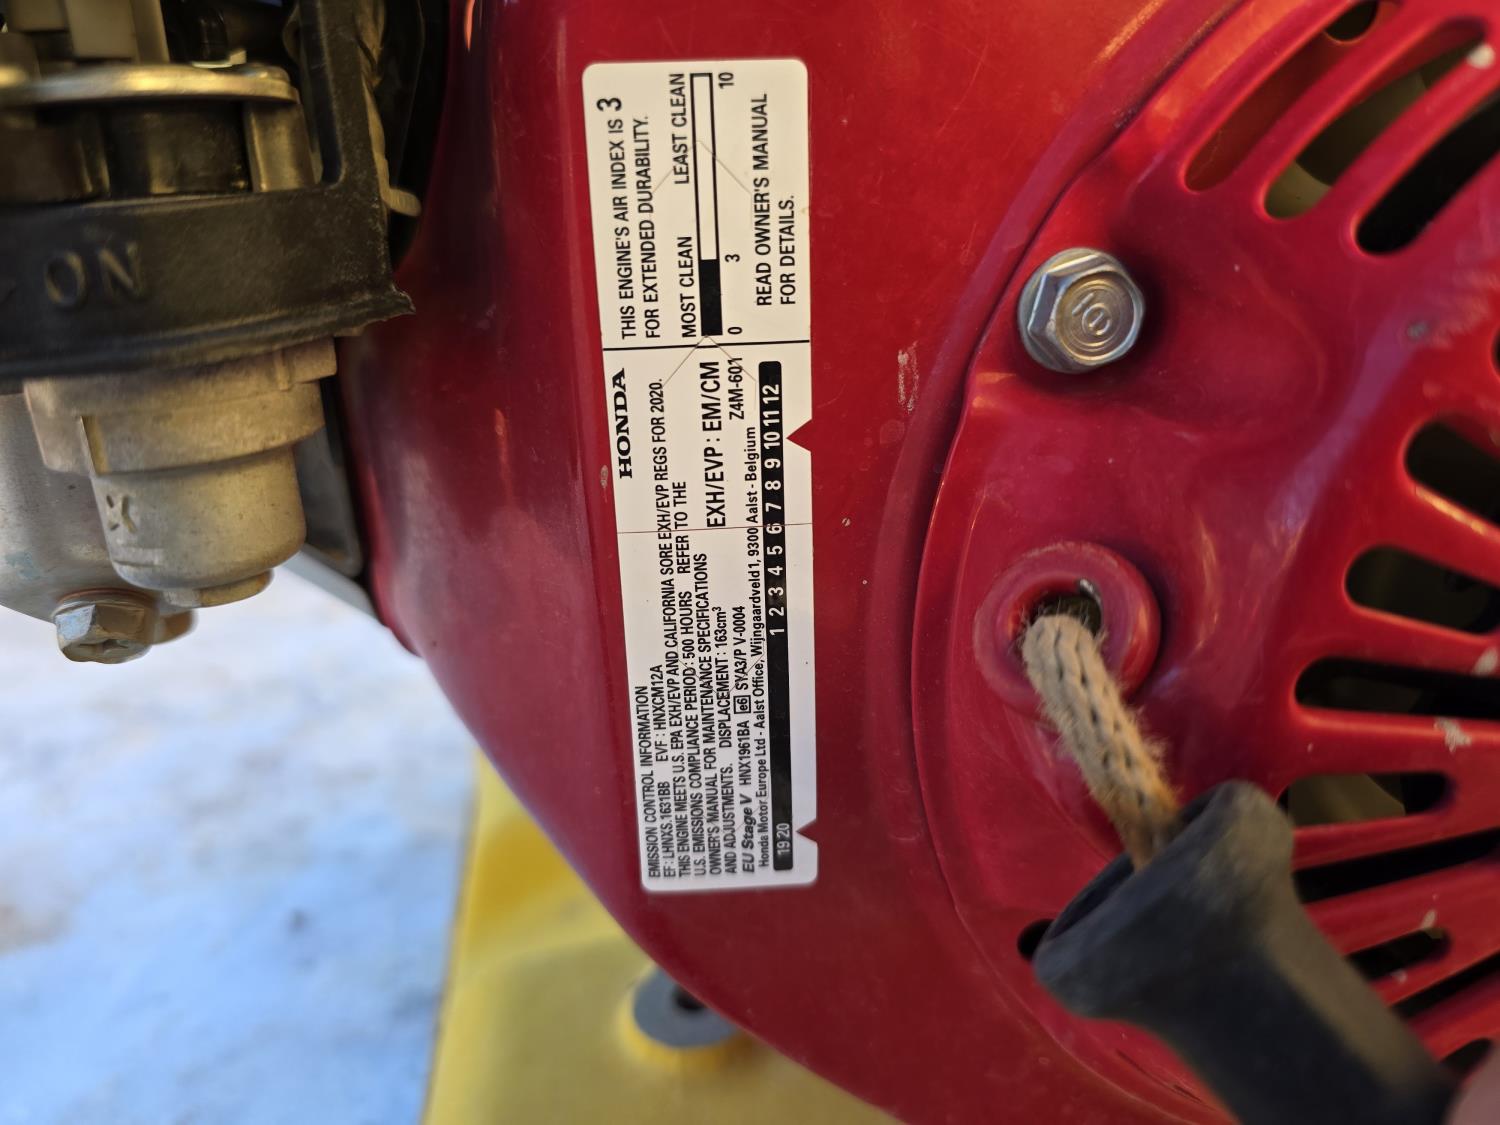 ON
THIS ENGINE'S AIR INDEX IS 3
FOR EXTENDED DURABILITY.
MOST CLEAN LEAST CLEAN
0 3 10
READ OWNER'S MANUAL
FOR DETAILS.
HONDA
EMISSION CONTROL INFORMATION
EF : LHNXS.1631BB EVF : HNXCM12A
THIS ENGINE MEETS U.S. EPA EXH/EVP AND CALIFORNIA SORE EXH/EVP REGS FOR 2020.
U.S. EMISSIONS COMPLIANCE PERIOD : 500 HOURS REFER TO THE
OWNER'S MANUAL FOR MAINTENANCE SPECIFICATIONS
AND ADJUSTMENTS. DISPLACEMENT : 163cm³
EXH/EVP : EM/CM
EU Stage V HNX1961BA e6 SYA3/P V-0004
Z4M-601
Honda Motor Europe Ltd - Aalst Office, Wijngaardveld 1, 9300 Aalst - Belgium
19 20 1 2 3 4 5 6 7 8 9 10 11 12
10